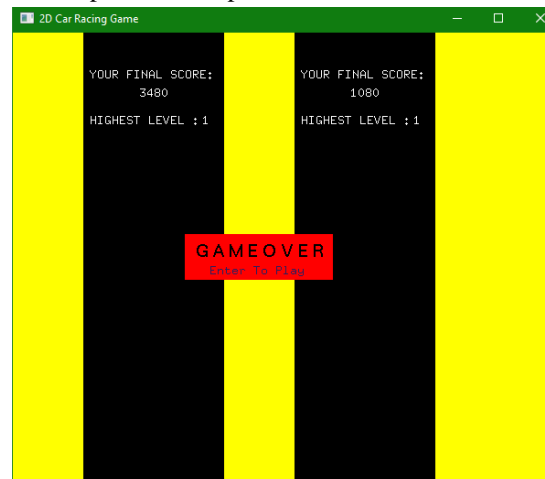 2D Car Racing Game
YOUR FINAL SCORE:
3480
HIGHEST LEVEL : 1
YOUR FINAL SCORE:
1080
HIGHEST LEVEL : 1
GAMEOVER
Enter To Play